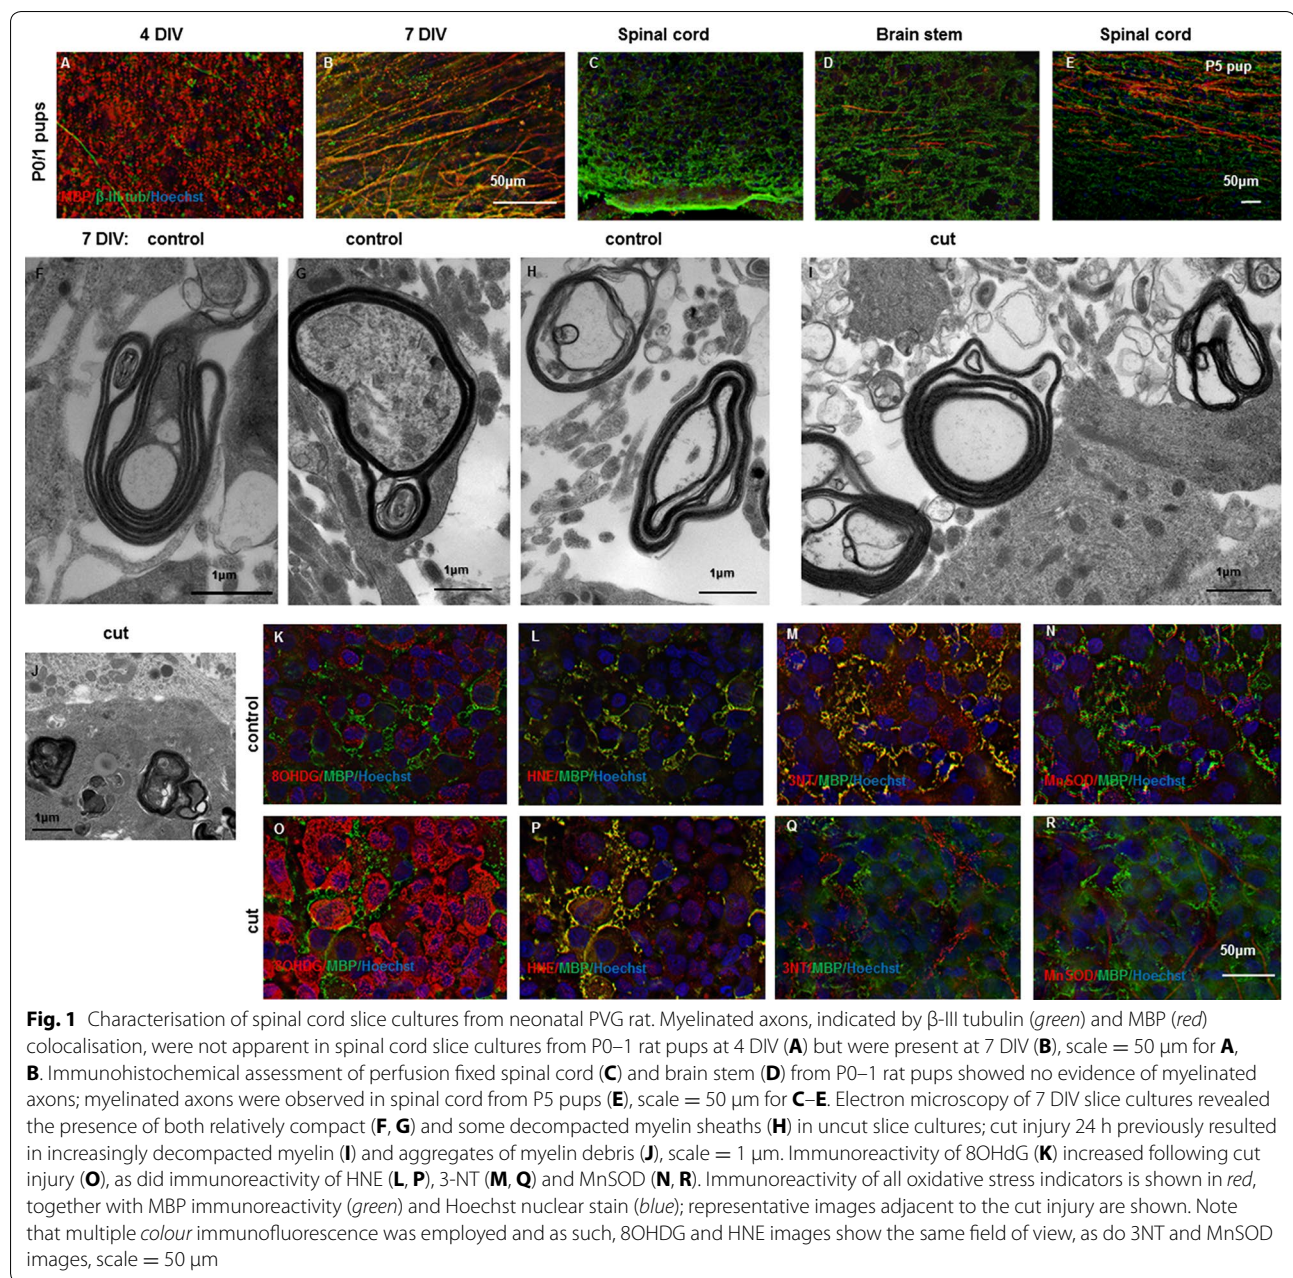 4 DIV 7 DIV Spinal cord Brain stem Spinal cord
P0/1 pups
A B C D E P5 pup
MBP/β-III tub/Hoechst 50µm 50µm
7 DIV: control control control cut
F G H I
1µm 1µm 1µm 1µm
cut
J
1µm
control
K L M N
8OHDG/MBP/Hoechst HNE/MBP/Hoechst 3NT/MBP/Hoechst MnSOD/MBP/Hoechst
cut
O P Q R
8OHDG/MBP/Hoechst HNE/MBP/Hoechst 3NT/MBP/Hoechst MnSOD/MBP/Hoechst
50µm
Fig. 1 Characterisation of spinal cord slice cultures from neonatal PVG rat. Myelinated axons, indicated by β-III tubulin (green) and MBP (red)
colocalisation, were not apparent in spinal cord slice cultures from P0–1 rat pups at 4 DIV (A) but were present at 7 DIV (B), scale = 50 µm for A,
B. Immunohistochemical assessment of perfusion fixed spinal cord (C) and brain stem (D) from P0–1 rat pups showed no evidence of myelinated
axons; myelinated axons were observed in spinal cord from P5 pups (E), scale = 50 µm for C–E. Electron microscopy of 7 DIV slice cultures revealed
the presence of both relatively compact (F, G) and some decompacted myelin sheaths (H) in uncut slice cultures; cut injury 24 h previously resulted
in increasingly decompacted myelin (I) and aggregates of myelin debris (J), scale = 1 µm. Immunoreactivity of 8OHdG (K) increased following cut
injury (O), as did immunoreactivity of HNE (L, P), 3-NT (M, Q) and MnSOD (N, R). Immunoreactivity of all oxidative stress indicators is shown in red,
together with MBP immunoreactivity (green) and Hoechst nuclear stain (blue); representative images adjacent to the cut injury are shown. Note
that multiple colour immunofluorescence was employed and as such, 8OHDG and HNE images show the same field of view, as do 3NT and MnSOD
images, scale = 50 µm